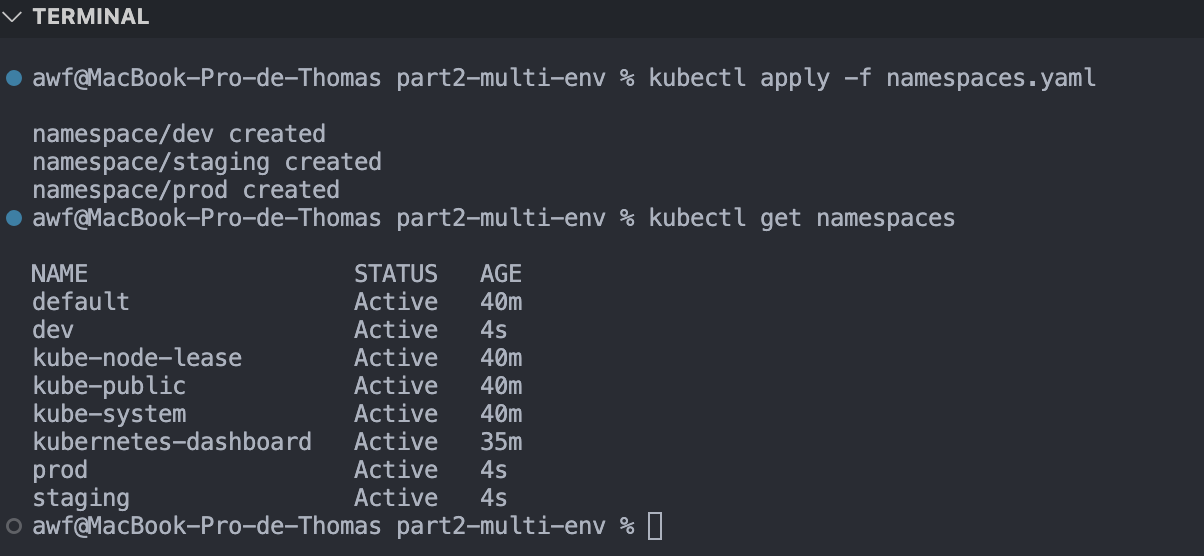 TERMINAL
awf@MacBook-Pro-de-Thomas part2-multi-env % kubectl apply -f namespaces.yaml
namespace/dev created
namespace/staging created
namespace/prod created
awf@MacBook-Pro-de-Thomas part2-multi-env % kubectl get namespaces
NAME                   STATUS   AGE
default                Active   40m
dev                    Active   4s
kube-node-lease        Active   40m
kube-public            Active   40m
kube-system            Active   40m
kubernetes-dashboard   Active   35m
prod                   Active   4s
staging                Active   4s
awf@MacBook-Pro-de-Thomas part2-multi-env %